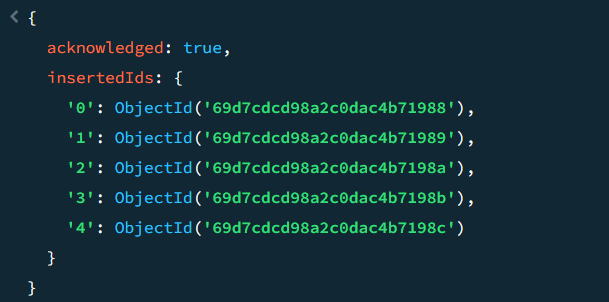 {
acknowledged: true,
insertedIds: {
'0': ObjectId('69d7cdcd98a2c0dac4b71988'),
'1': ObjectId('69d7cdcd98a2c0dac4b71989'),
'2': ObjectId('69d7cdcd98a2c0dac4b7198a'),
'3': ObjectId('69d7cdcd98a2c0dac4b7198b'),
'4': ObjectId('69d7cdcd98a2c0dac4b7198c')
}
}